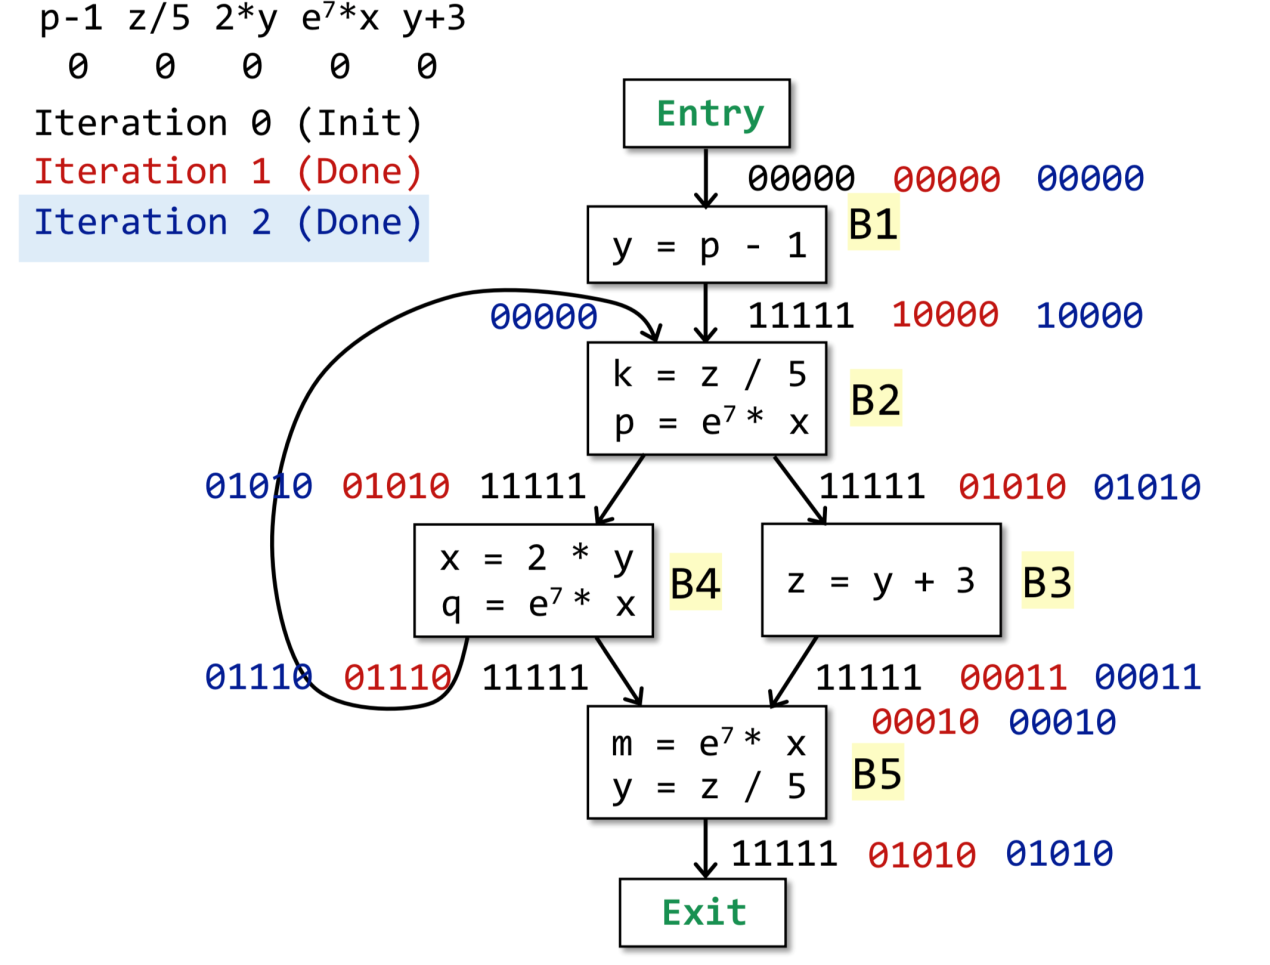 p-1 z/5 2*y e⁷*x y+3
0 0 0 0 0
Iteration 0 (Init)
Iteration 1 (Done)
Iteration 2 (Done)
Entry
00000 00000 00000
B1
y = p - 1
00000 11111 10000 10000
k = z / 5
p = e⁷* x
B2
01010 01010 11111 11111 01010 01010
x = 2 * y
q = e⁷* x
B4
z = y + 3
B3
01110 01110 11111 11111 00011 00011
00010 00010
m = e⁷* x
y = z / 5
B5
11111 01010 01010
Exit